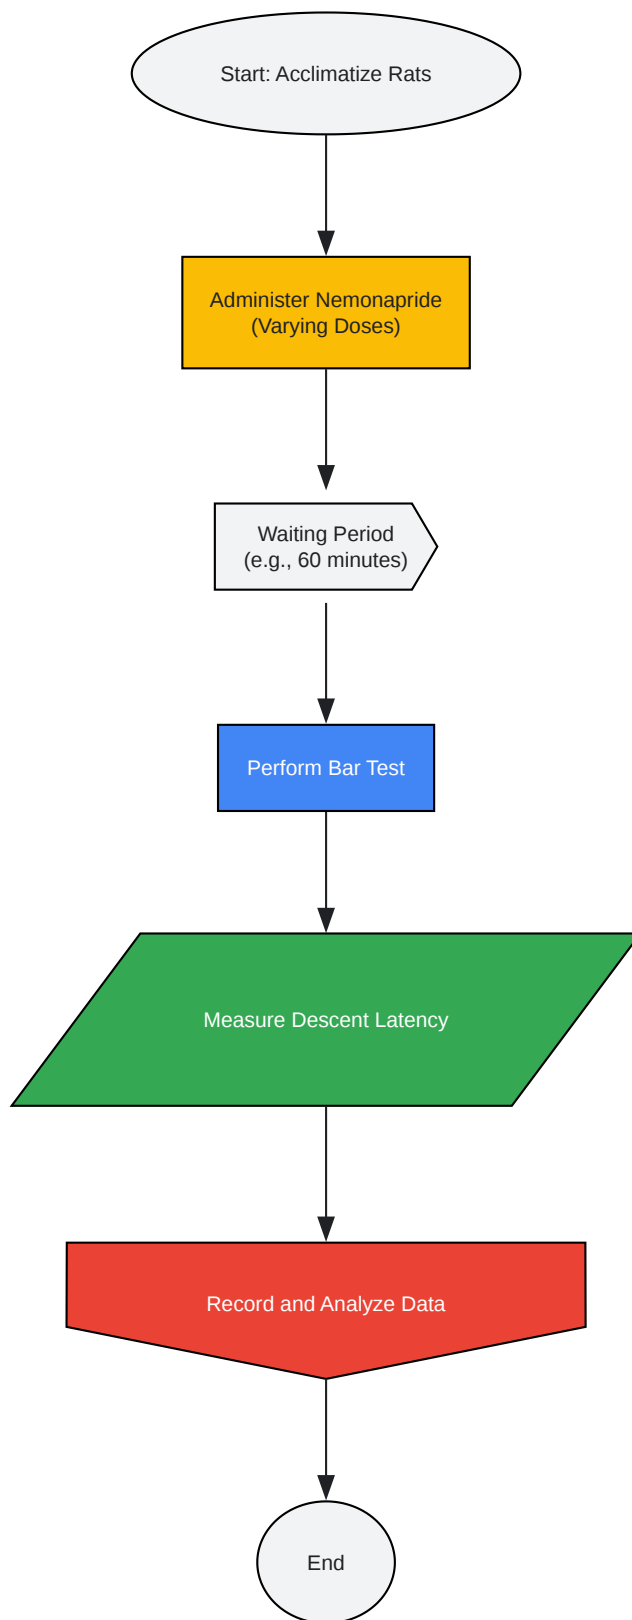 Start: Acclimatize Rats
Administer Nemonapride
(Varying Doses)
Waiting Period
(e.g., 60 minutes)
Perform Bar Test
Measure Descent Latency
Record and Analyze Data
End